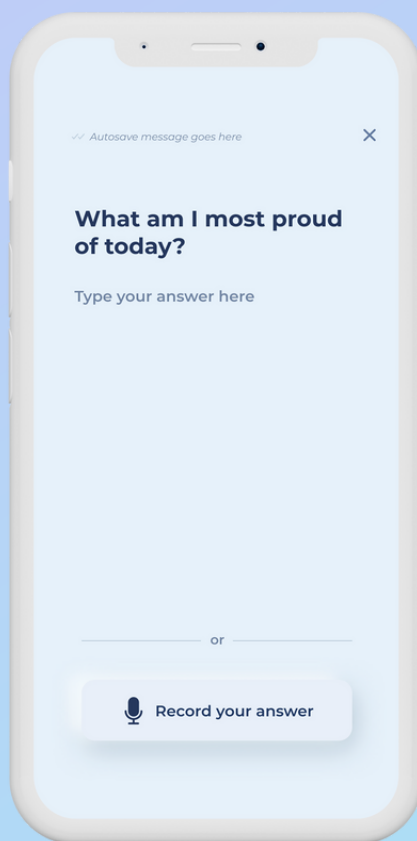 Autosave message goes here
What am I most proud
of today?
Type your answer here
or
Record your answer